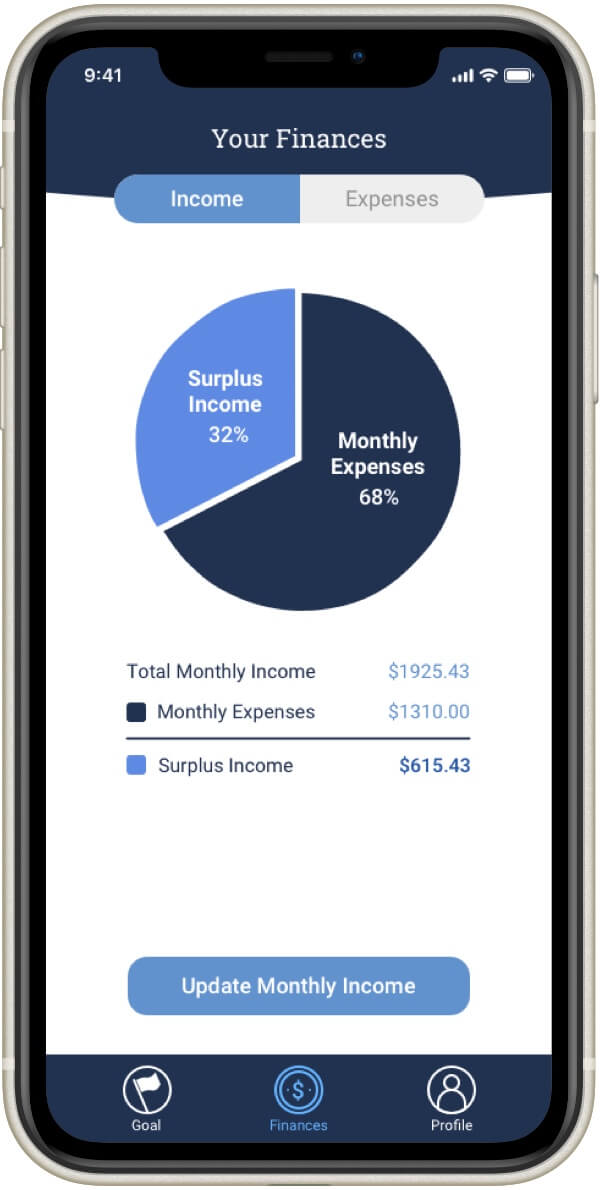 9:41
Your Finances
Income Expenses
Surplus
Income
32%
Monthly
Expenses
68%
Total Monthly Income $1925.43
Monthly Expenses $1310.00
Surplus Income $615.43
Update Monthly Income
$
Goal Finances Profile